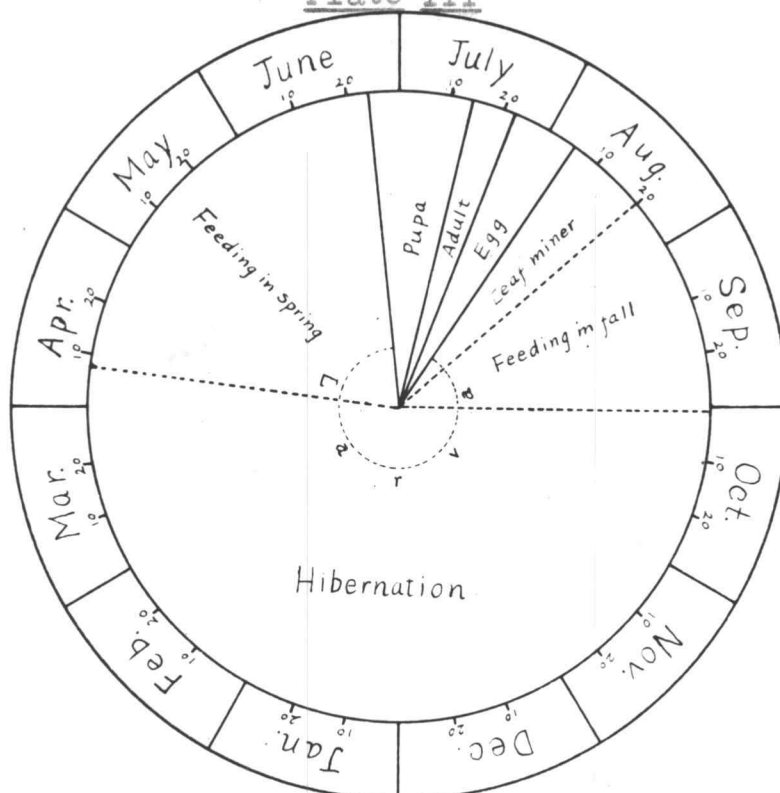 Plate III
June
July
Aug.
Sep.
Oct.
Nov.
Dec.
Jan.
Feb.
Mar.
Apr.
May
10 20
10 20
10 20
10 20
10 20
10 20
10 20
10 20
10 20
10 20
10 20
10 20
Pupa
Adult
Egg
Leaf miner
Feeding in fall
Feeding in spring
Hibernation
L a r v a